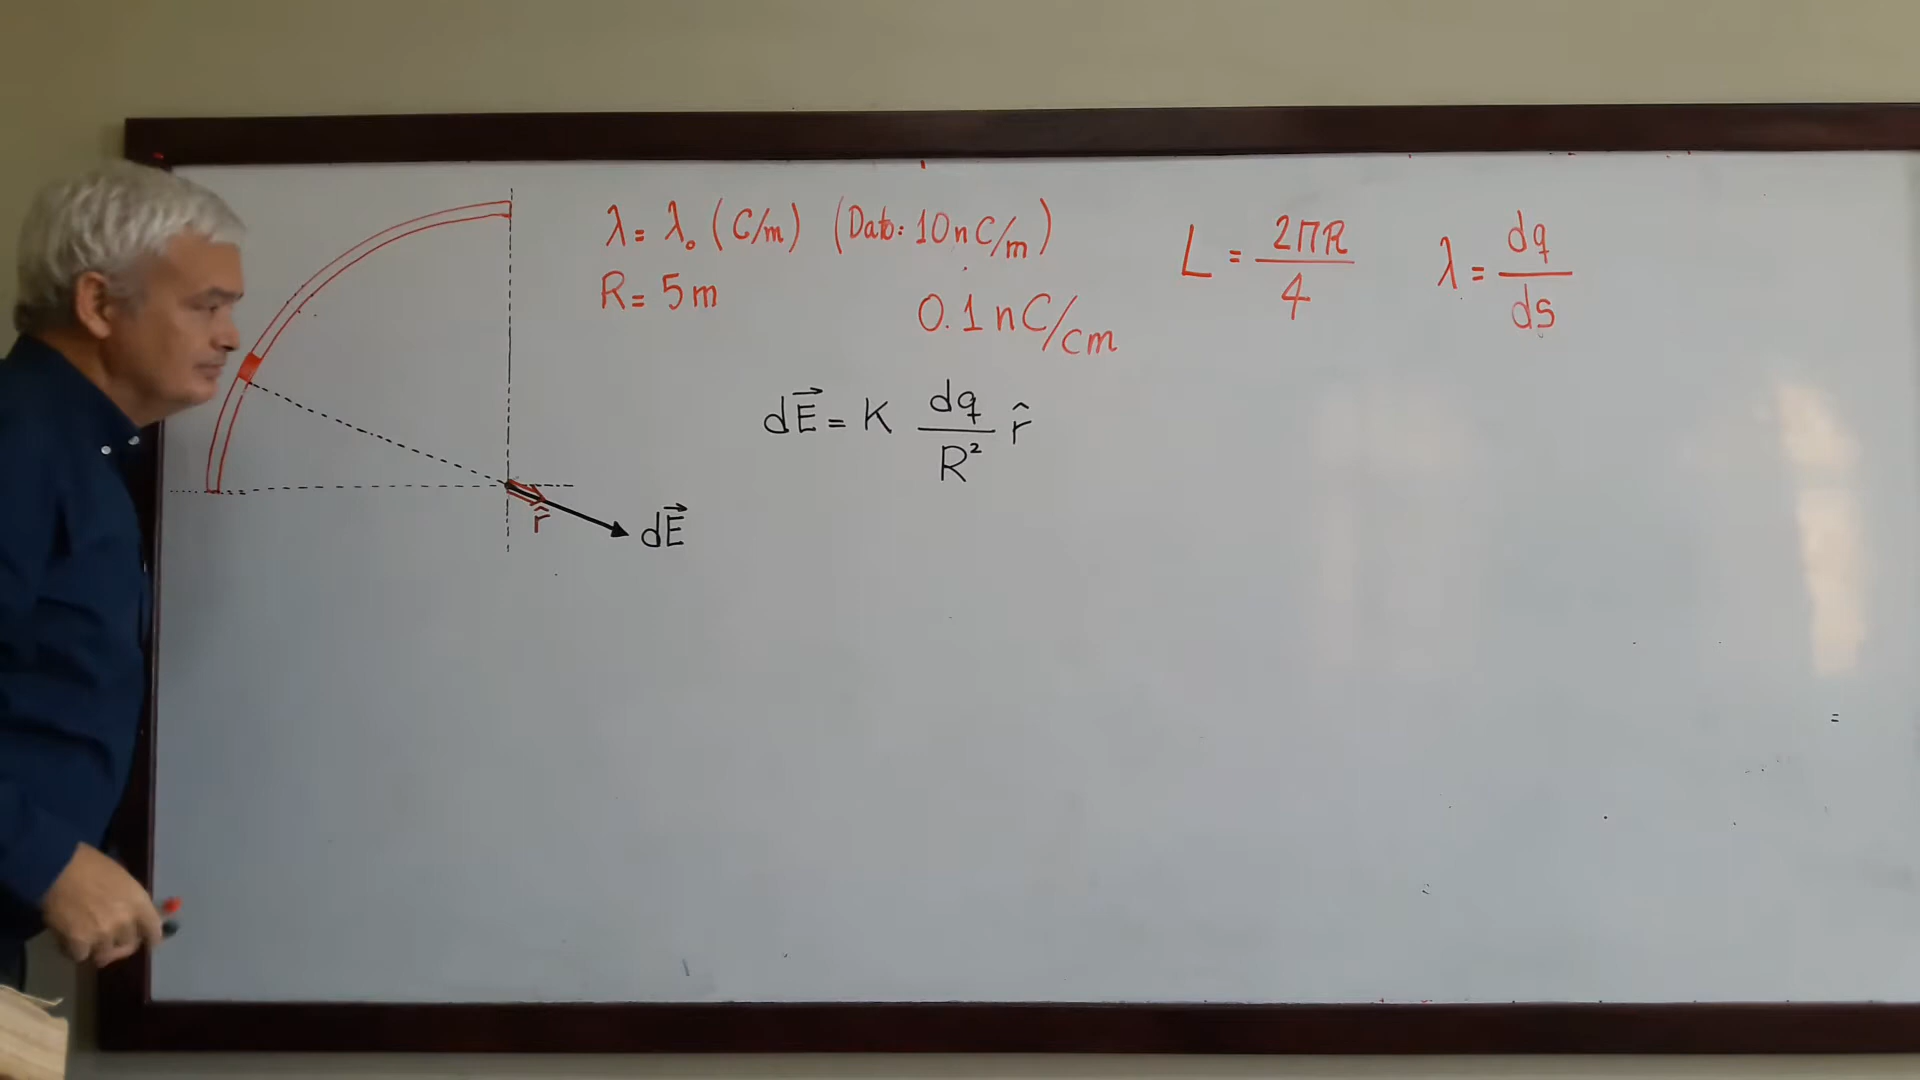 λ = λ₀ (C/m) (Dato: 10 nC/m)
R = 5 m
0.1 nC/cm
L = 2πR/4
λ = dq/ds
dE⃗ = K dq/R² r̂
r̂
dE⃗